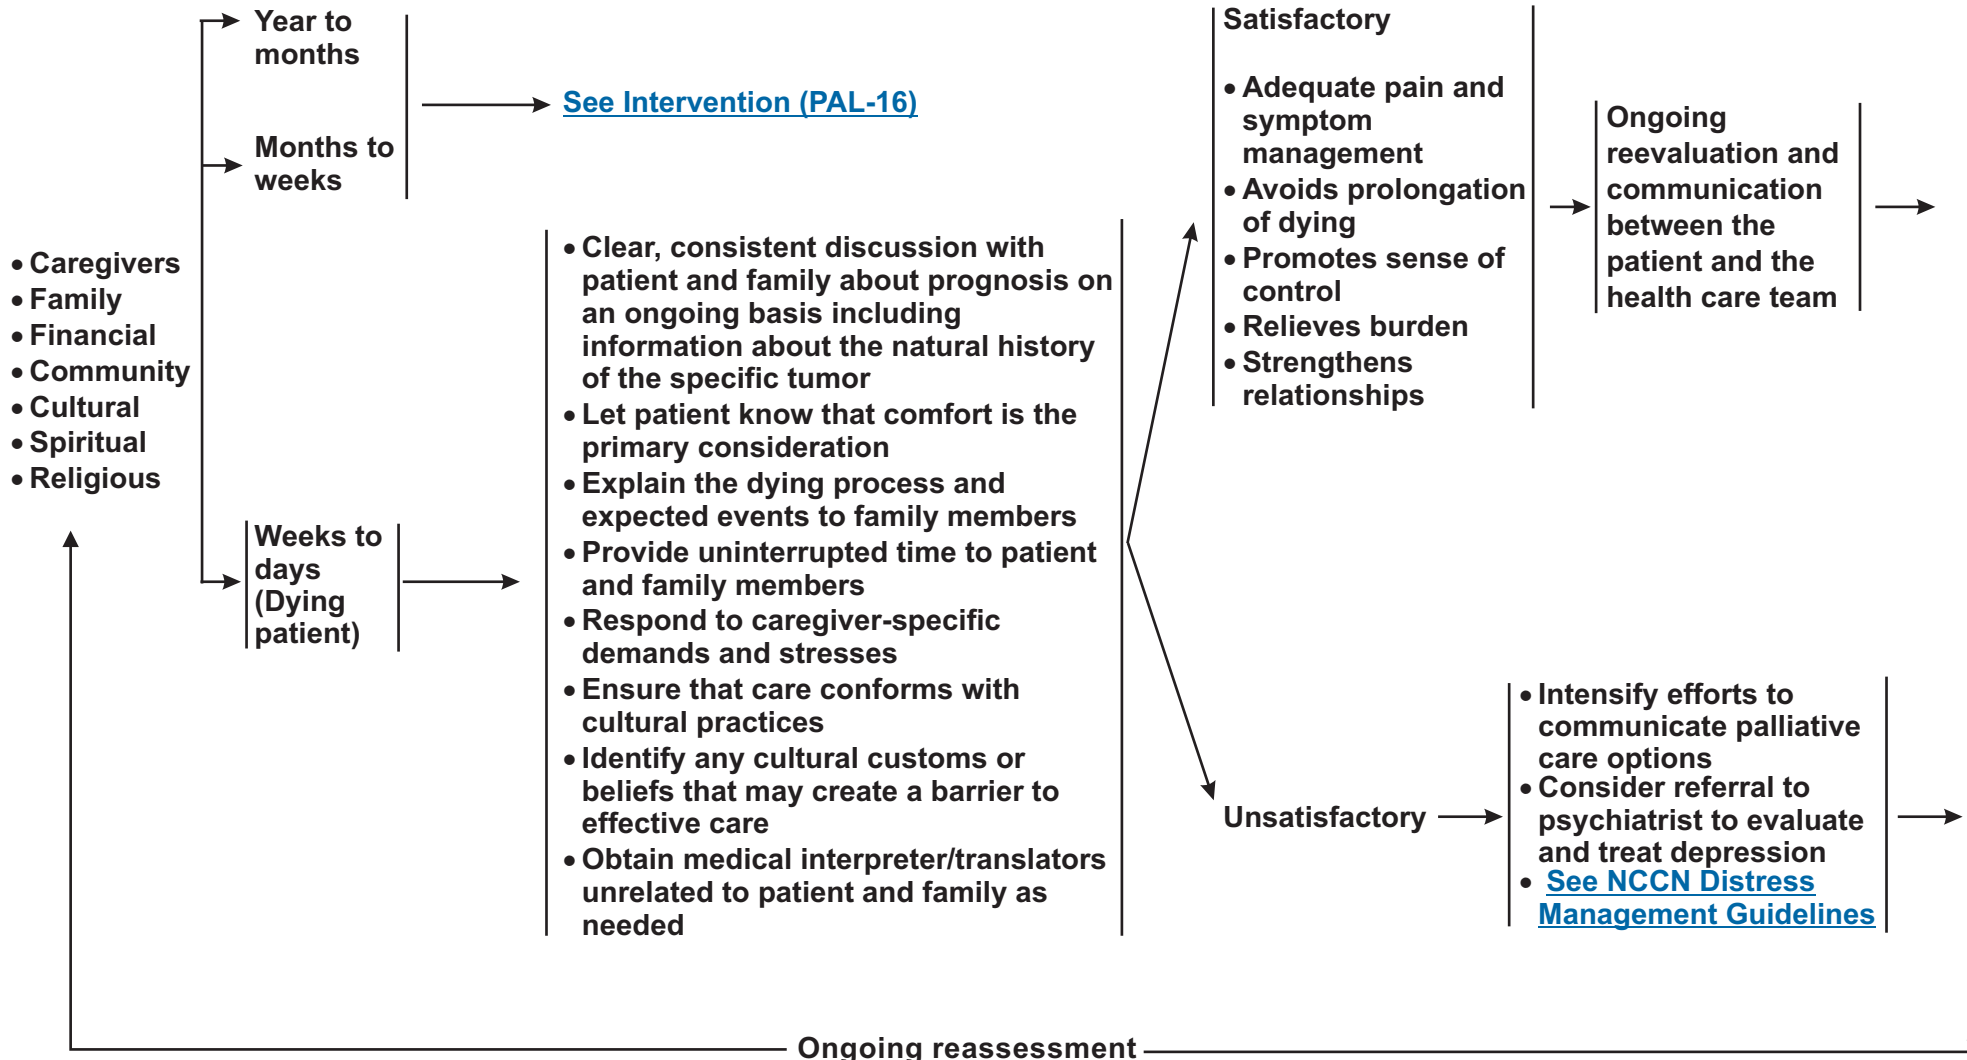 • Caregivers
• Family
• Financial
• Community
• Cultural
• Spiritual
• Religious
Year to
months
Months to
weeks
See Intervention (PAL-16)
Weeks to
days
(Dying
patient)
• Clear, consistent discussion with
patient and family about prognosis on
an ongoing basis including
information about the natural history
of the specific tumor
• Let patient know that comfort is the
primary consideration
• Explain the dying process and
expected events to family members
• Provide uninterrupted time to patient
and family members
• Respond to caregiver-specific
demands and stresses
• Ensure that care conforms with
cultural practices
• Identify any cultural customs or
beliefs that may create a barrier to
effective care
• Obtain medical interpreter/translators
unrelated to patient and family as
needed
Satisfactory
• Adequate pain and
symptom
management
• Avoids prolongation
of dying
• Promotes sense of
control
• Relieves burden
• Strengthens
relationships
Ongoing
reevaluation and
communication
between the
patient and the
health care team
Unsatisfactory
• Intensify efforts to
communicate palliative
care options
• Consider referral to
psychiatrist to evaluate
and treat depression
• See NCCN Distress
Management Guidelines
Ongoing reassessment